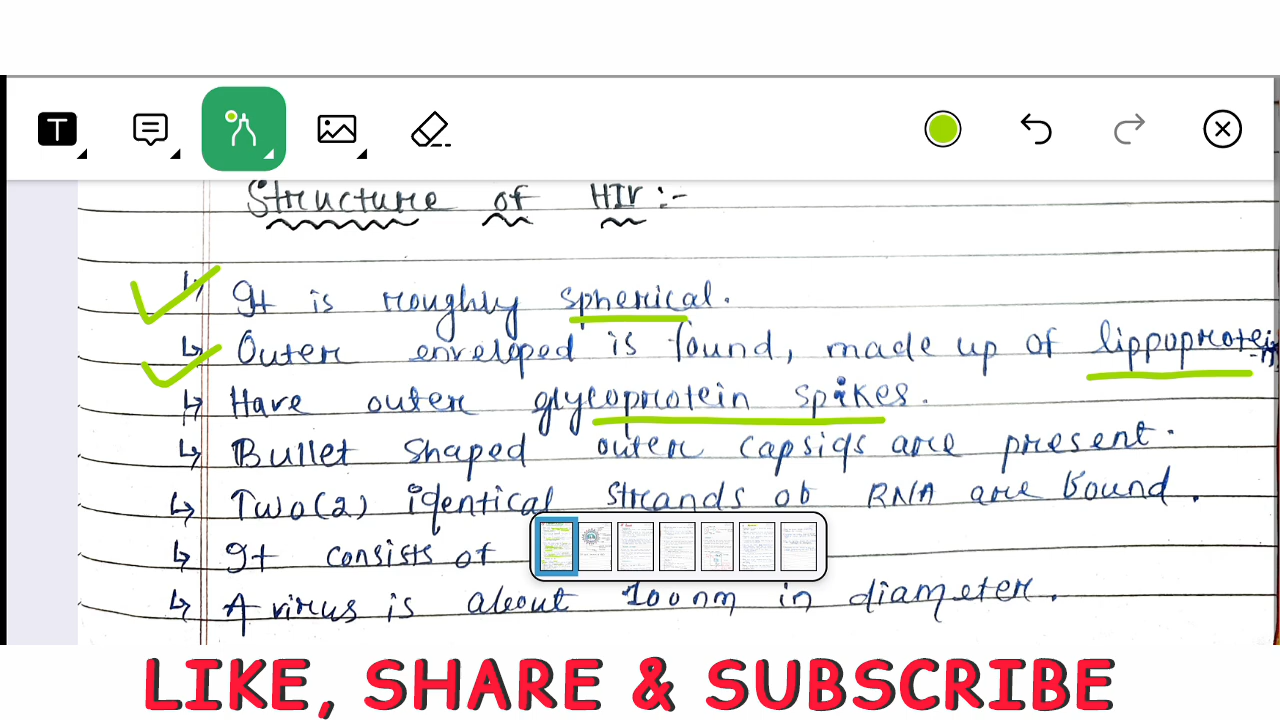 T
Structure of HIV :-
↳ It is roughly spherical.
↳ Outer enveloped is found, made up of lippoprotein
↳ Have outer glycoprotein spikes.
↳ Bullet shaped outer capsids are present.
↳ Two(2) identical strands of RNA are found.
↳ It consists of
↳ A virus is about 100nm in diameter.
LIKE, SHARE & SUBSCRIBE